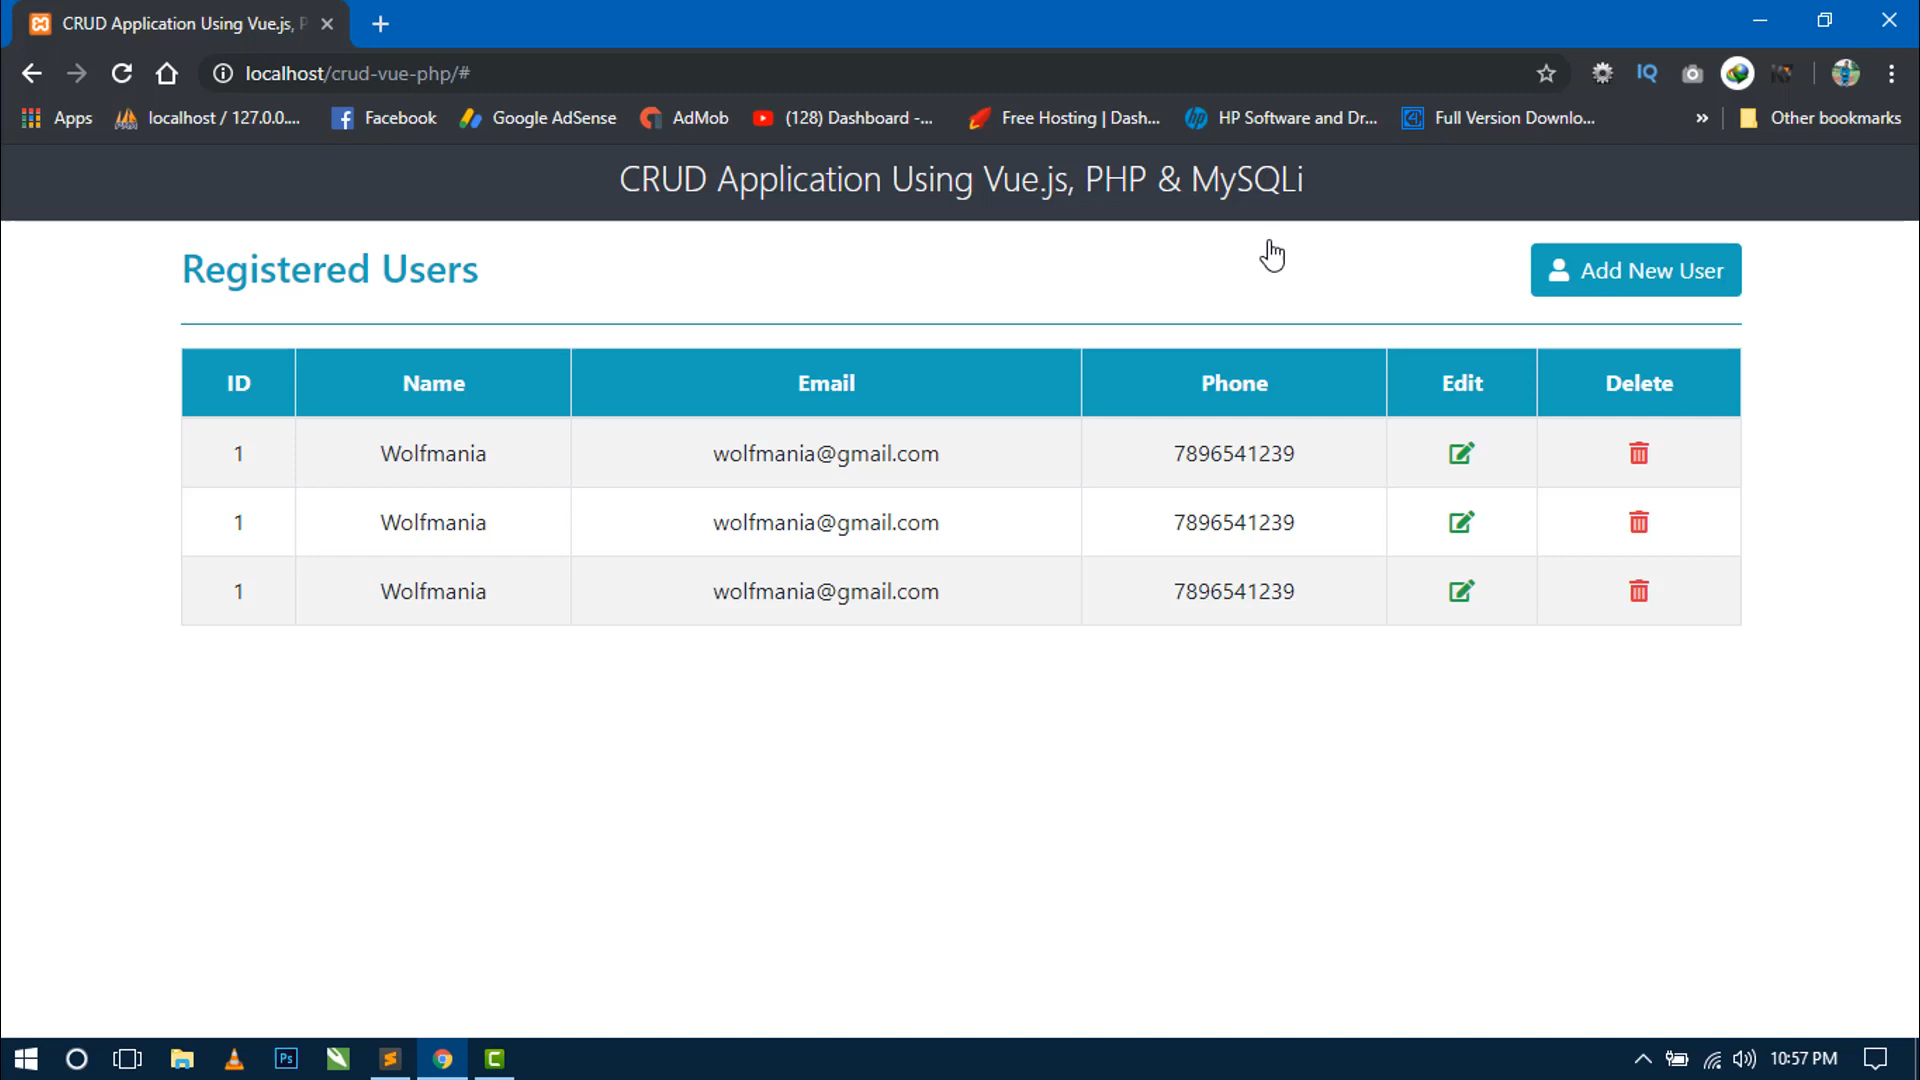 CRUD Application Using Vue.js, P
localhost/crud-vue-php/#
IQ
Apps localhost / 127.0.0.... Facebook Google AdSense AdMob (128) Dashboard -... Free Hosting | Dash... HP Software and Dr... Full Version Downlo... » Other bookmarks
CRUD Application Using Vue.js, PHP & MySQLi
Registered Users
Add New User
ID Name Email Phone Edit Delete
1 Wolfmania wolfmania@gmail.com 7896541239
1 Wolfmania wolfmania@gmail.com 7896541239
1 Wolfmania wolfmania@gmail.com 7896541239
Ps
10:57 PM